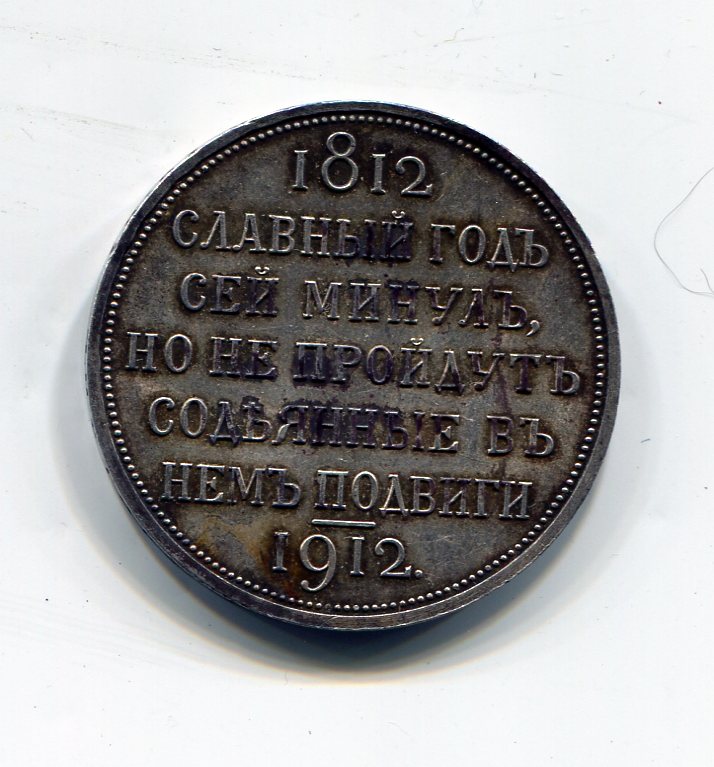 1812
СЛАВНЫЙ ГОДЪ
СЕЙ МИНУЛЪ,
НО НЕ ПРОЙДУТЪ
СОДѢЯННЫЕ ВЪ
НЕМЪ ПОДВИГИ
1912.